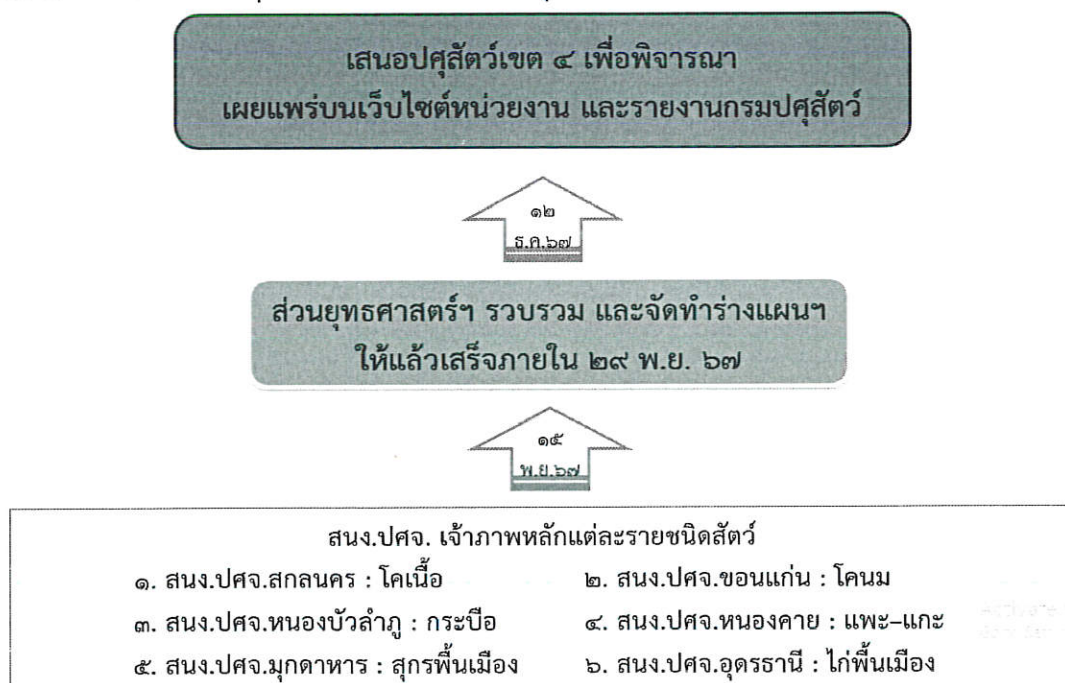 เสนอปศุสัตว์เขต ๔ เพื่อพิจารณา
เผยแพร่บนเว็บไซต์หน่วยงาน และรายงานกรมปศุสัตว์
๑๒
ธ.ค.๖๗
ส่วนยุทธศาสตร์ฯ รวบรวม และจัดทำร่างแผนฯ
ให้แล้วเสร็จภายใน ๒๙ พ.ย. ๖๗
๑๕
พ.ย.๖๗
สนง.ปศจ. เจ้าภาพหลักแต่ละรายชนิดสัตว์
๑. สนง.ปศจ.สกลนคร : โคเนื้อ ๒. สนง.ปศจ.ขอนแก่น : โคนม
๓. สนง.ปศจ.หนองบัวลำภู : กระบือ ๔. สนง.ปศจ.หนองคาย : แพะ–แกะ
๕. สนง.ปศจ.มุกดาหาร : สุกรพื้นเมือง ๖. สนง.ปศจ.อุดรธานี : ไก่พื้นเมือง